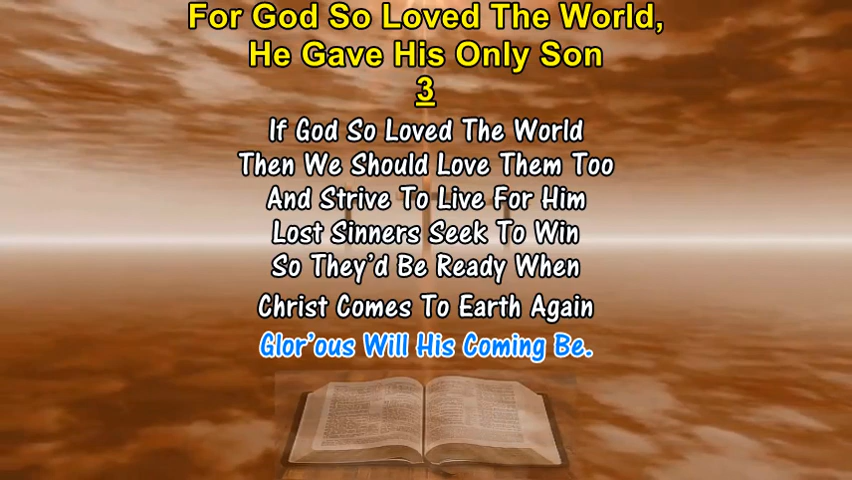 For God So Loved The World,
He Gave His Only Son
3
If God So Loved The World
Then We Should Love Them Too
And Strive To Live For Him
Lost Sinners Seek To Win
So They'd Be Ready When
Christ Comes To Earth Again
Glor'ous Will His Coming Be.